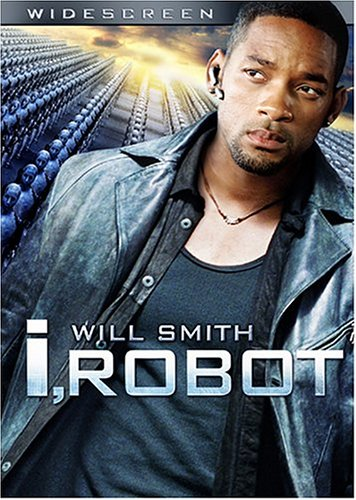 WIDESCREEN
WILL SMITH
i, ROBOT